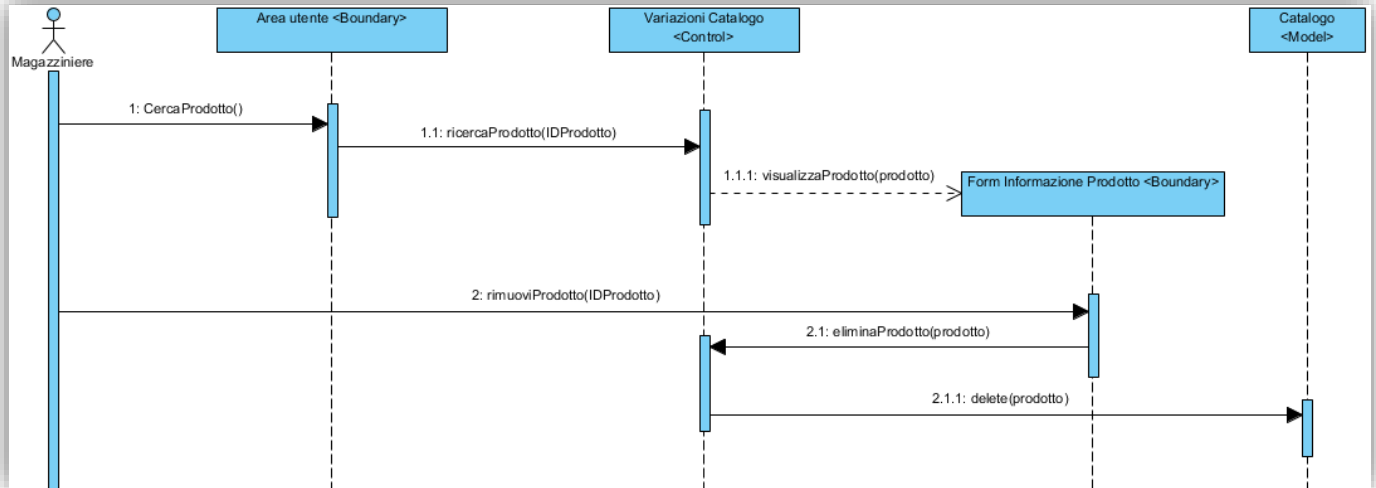 Area utente <Boundary>
Variazioni Catalogo
<Control>
Catalogo
<Model>
Magazziniere
1: CercaProdotto()
1.1: ricercaProdotto(IDProdotto)
1.1.1: visualizzaProdotto(prodotto)
Form Informazione Prodotto <Boundary>
2: rimuoviProdotto(IDProdotto)
2.1: eliminaProdotto(prodotto)
2.1.1: delete(prodotto)